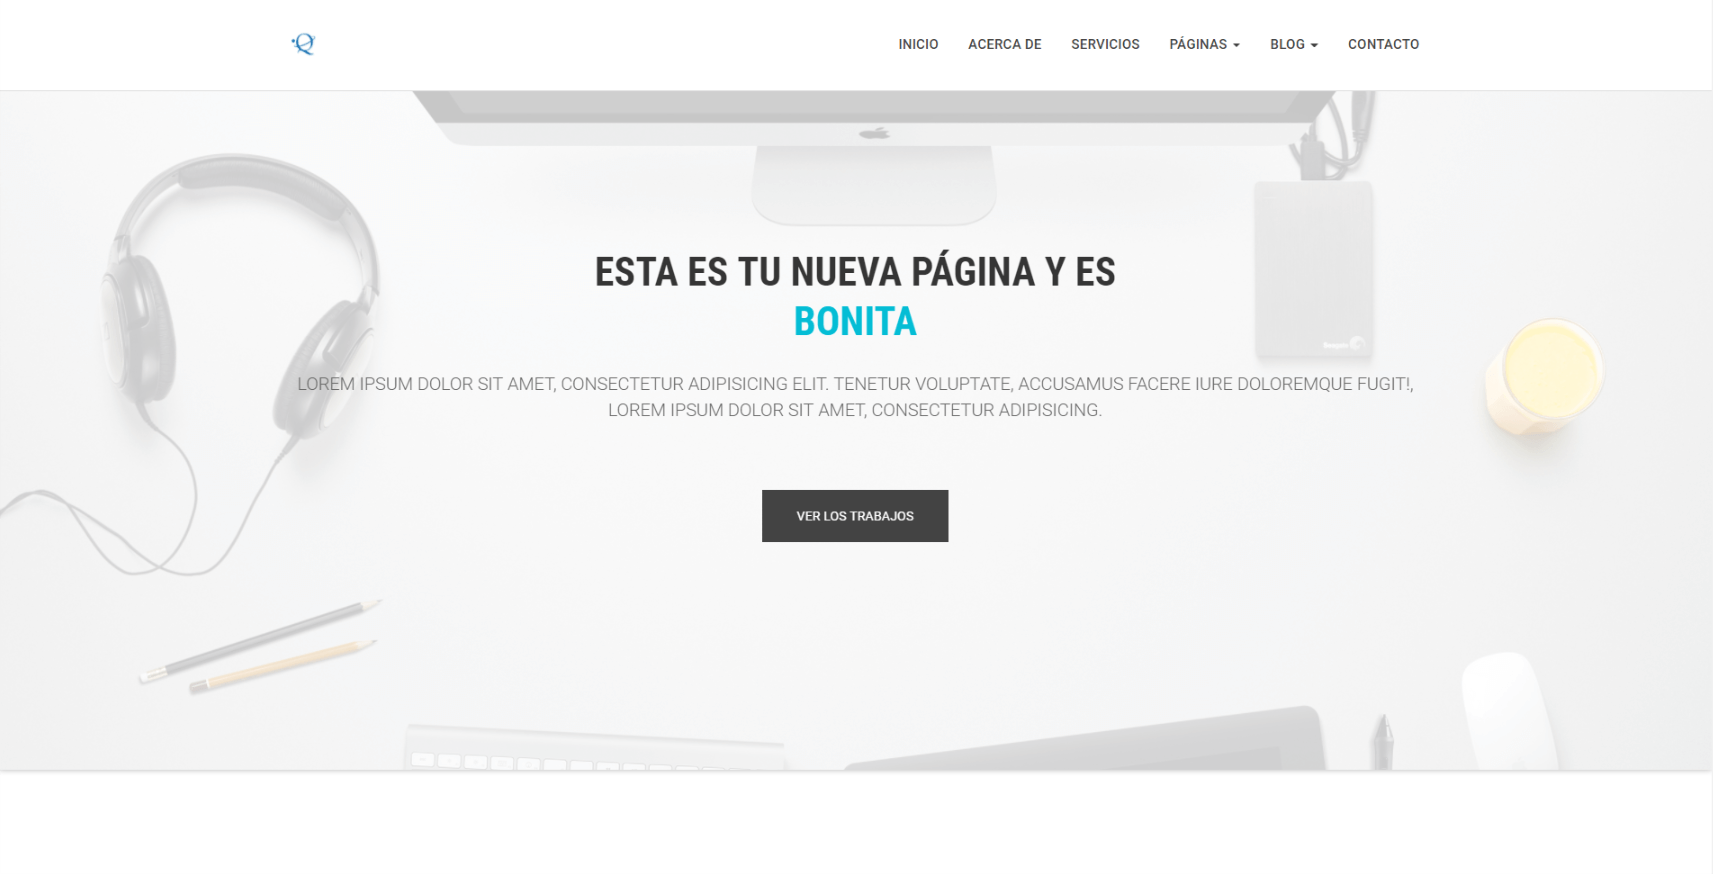 INICIO ACERCA DE SERVICIOS PÁGINAS BLOG CONTACTO
ESTA ES TU NUEVA PÁGINA Y ES
BONITA
LOREM IPSUM DOLOR SIT AMET, CONSECTETUR ADIPISICING ELIT. TENETUR VOLUPTATE, ACCUSAMUS FACERE IURE DOLOREMQUE FUGIT!,
LOREM IPSUM DOLOR SIT AMET, CONSECTETUR ADIPISICING.
VER LOS TRABAJOS